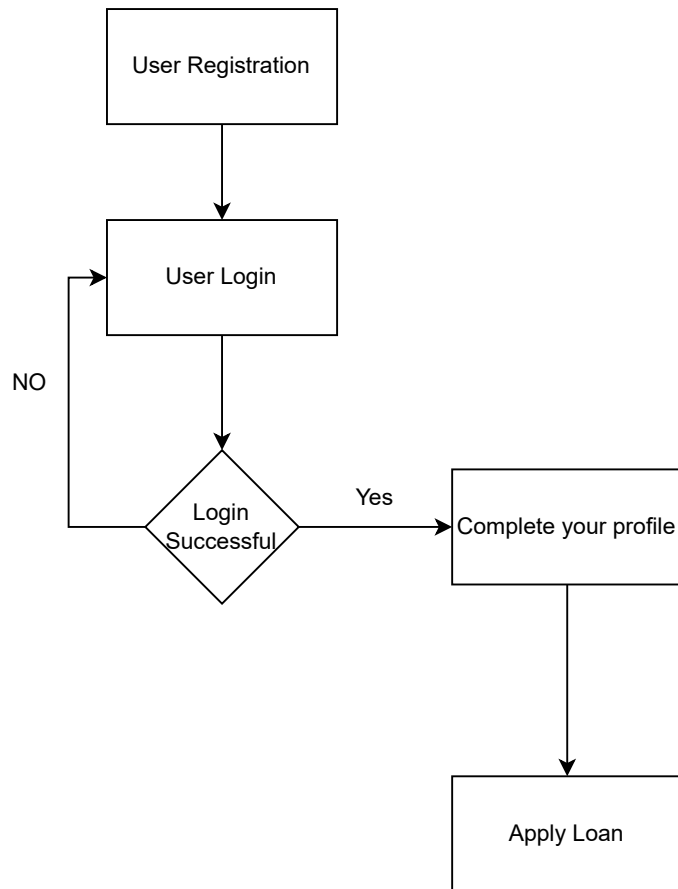 User Registration
User Login
NO
Login
Successful
Yes
Complete your profile
Apply Loan